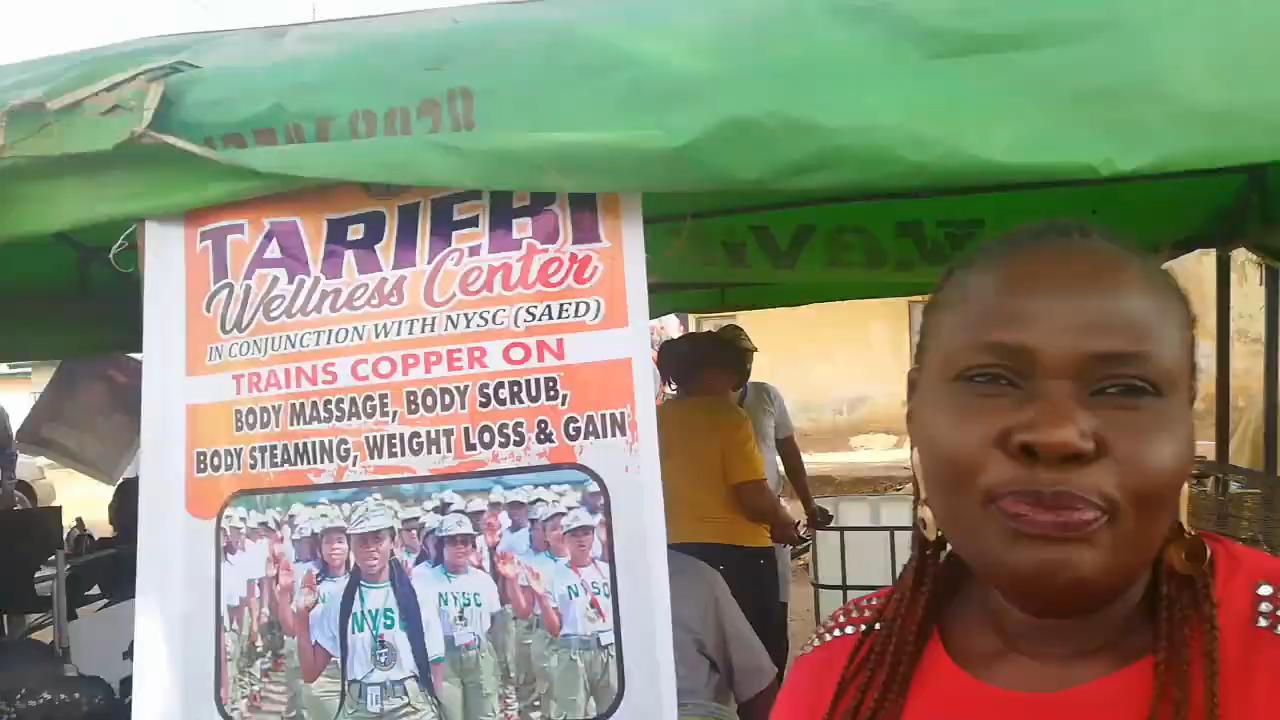 TARIEBI
Wellness Center
IN CONJUNCTION WITH NYSC (SAED)
TRAINS COPPER ON
BODY MASSAGE, BODY SCRUB,
BODY STEAMING, WEIGHT LOSS & GAIN
NYSC
NYSC
NYSC